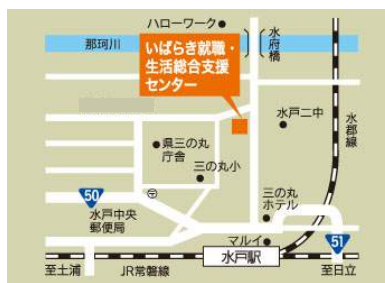 ハローワーク
那珂川
水府橋
いばらき就職・
生活総合支援
センター
水戸二中
水郡線
県三の丸
庁舎
三の丸小
50
〒
三の丸
ホテル
水戸中央
郵便局
マルイ
51
水戸駅
至土浦
JR常磐線
至日立